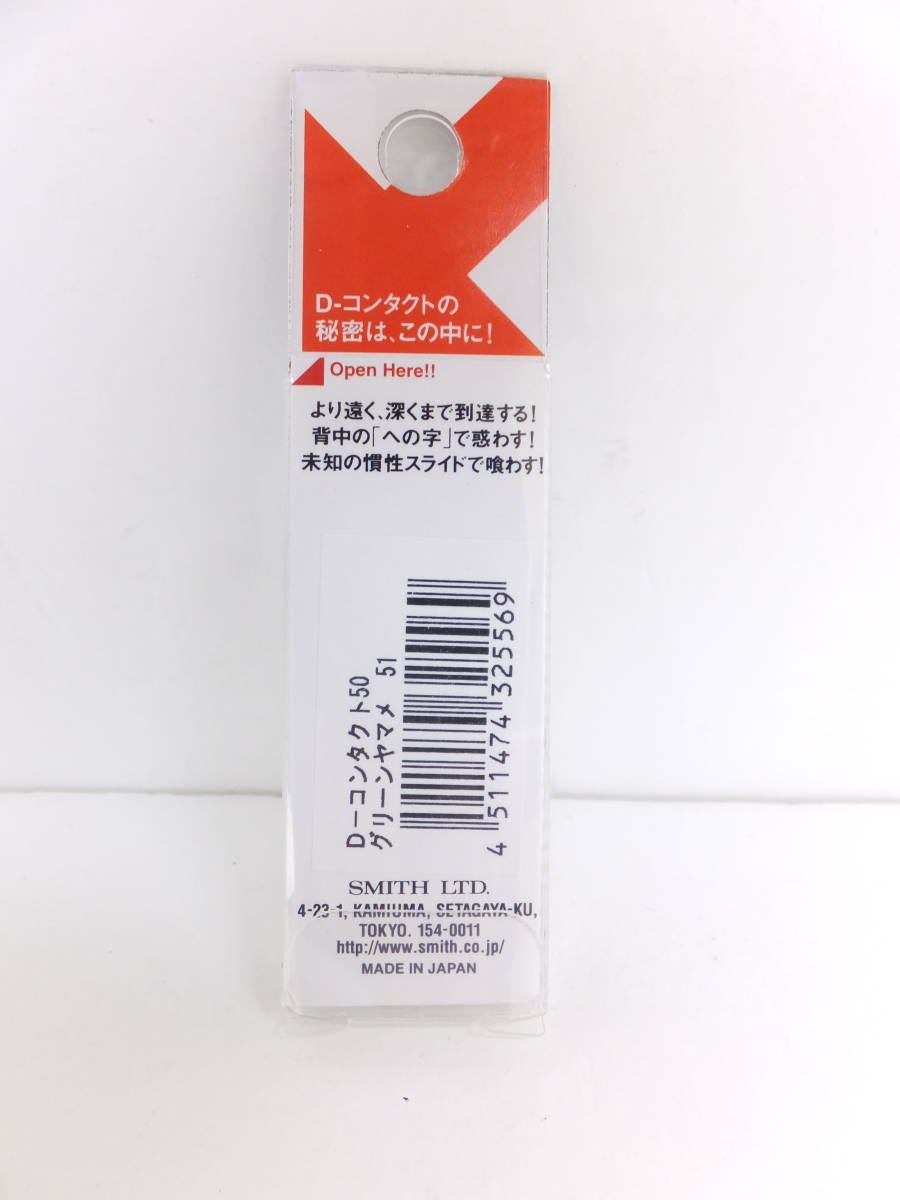 D-コンタクトの
秘密は、この中に!
Open Here!!
より遠く、深くまで到達する!
背中の「への字」で惑わす!
未知の慣性スライドで喰わす!
D-コンタクト50
グリーンヤマメ 51
4 511474 325569
SMITH LTD.
4-23-1, KAMIUMA, SETAGAYA-KU,
TOKYO. 154-0011
http://www.smith.co.jp/
MADE IN JAPAN